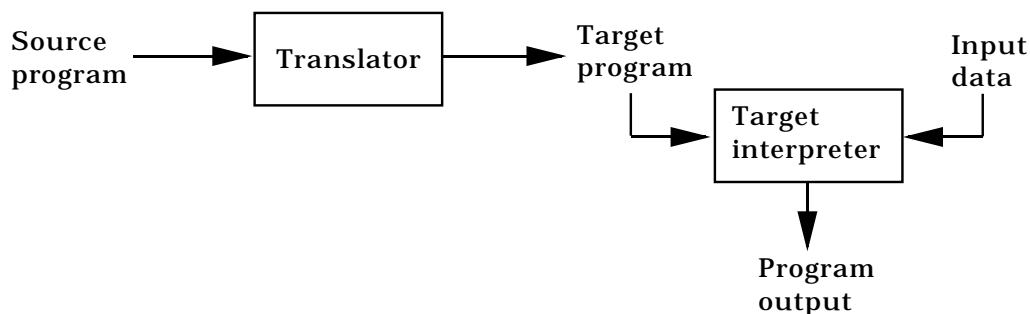 Source
program
Translator
Target
program
Input
data
Target
interpreter
Program
output